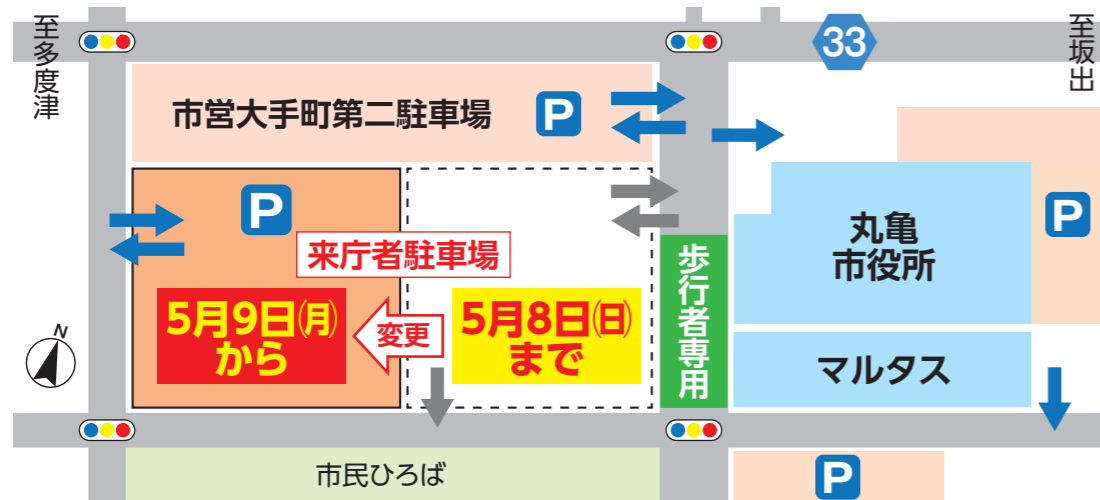 至多度津
33
至坂出
市営大手町第二駐車場
P
P
来庁者駐車場
5月9日㈪
から
変更
5月8日㈰
まで
歩行者専用
丸亀
市役所
P
マルタス
N
市民ひろば
P